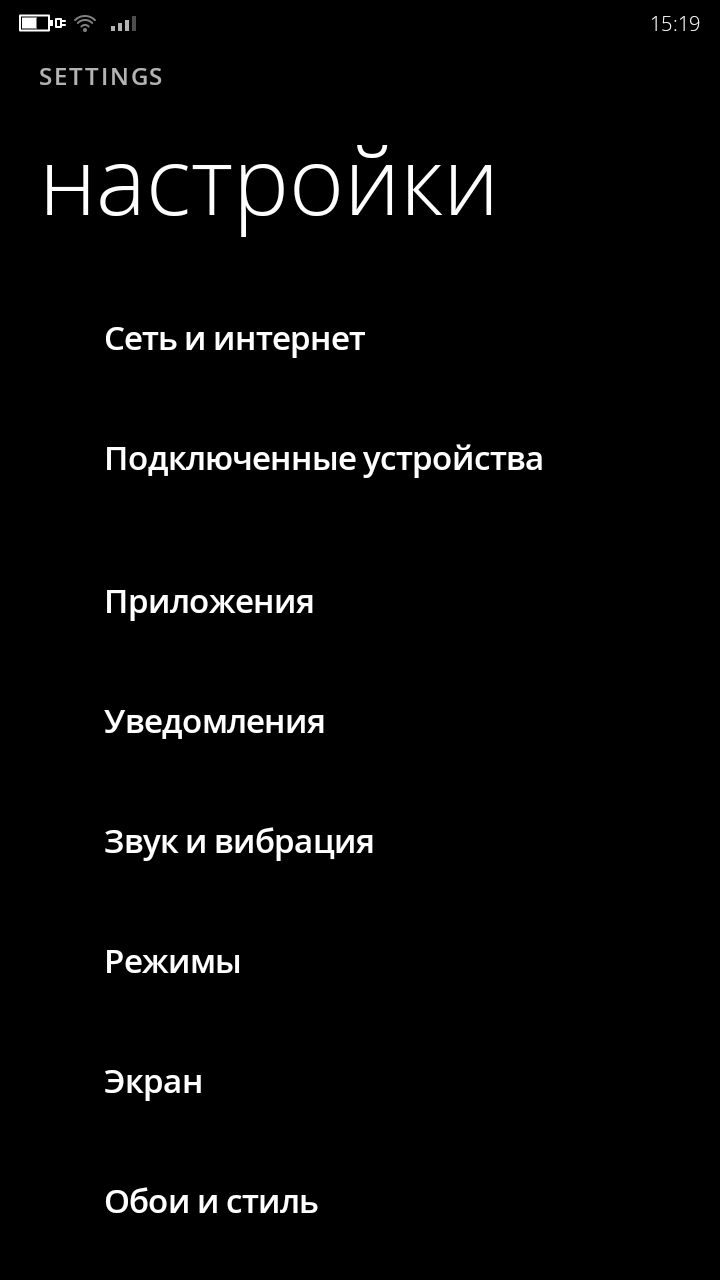 15:19
SETTINGS
настройки
Сеть и интернет
Подключенные устройства
Приложения
Уведомления
Звук и вибрация
Режимы
Экран
Обои и стиль